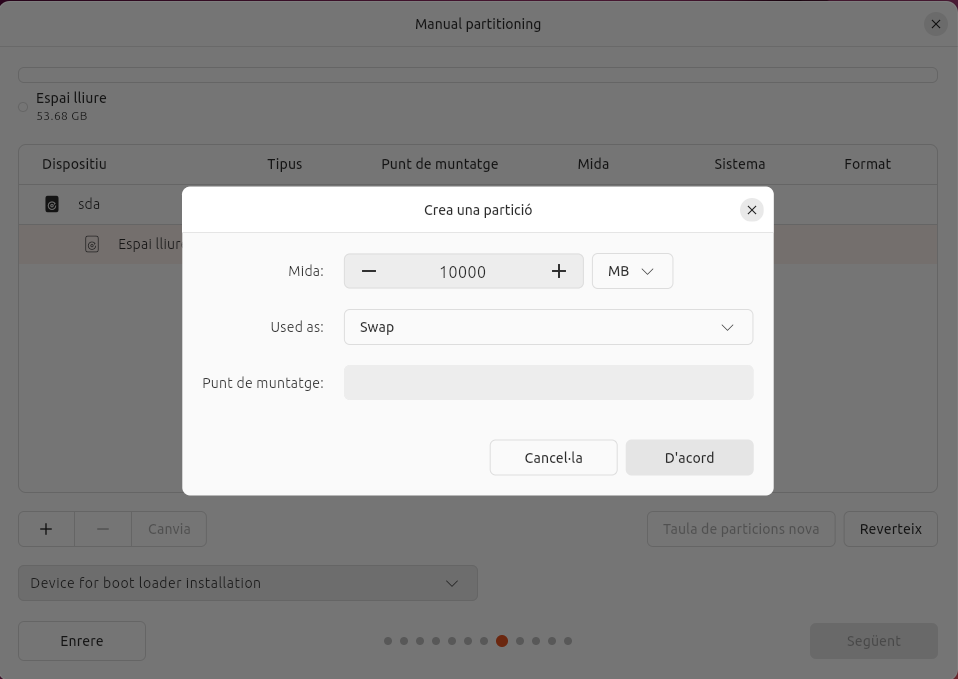 Manual partitioning
Espai lliure
53.68 GB
Dispositiu Tipus Punt de muntatge Mida Sistema Format
sda
Espai lliure
Crea una partició
Mida: 10000 MB
Used as: Swap
Punt de muntatge:
Cancel·la D'acord
Canvia Taula de particions nova Reverteix
Device for boot loader installation
Enrere Següent